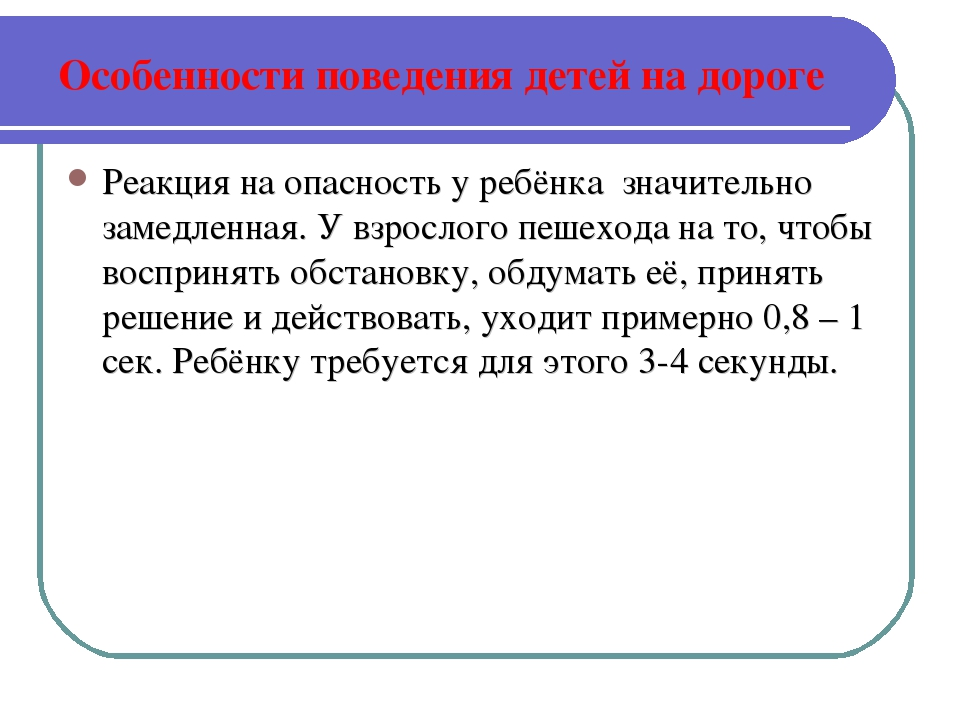 Особенности поведения детей на дороге
Реакция на опасность у ребёнка значительно
замедленная. У взрослого пешехода на то, чтобы
воспринять обстановку, обдумать её, принять
решение и действовать, уходит примерно 0,8 – 1
сек. Ребёнку требуется для этого 3-4 секунды.